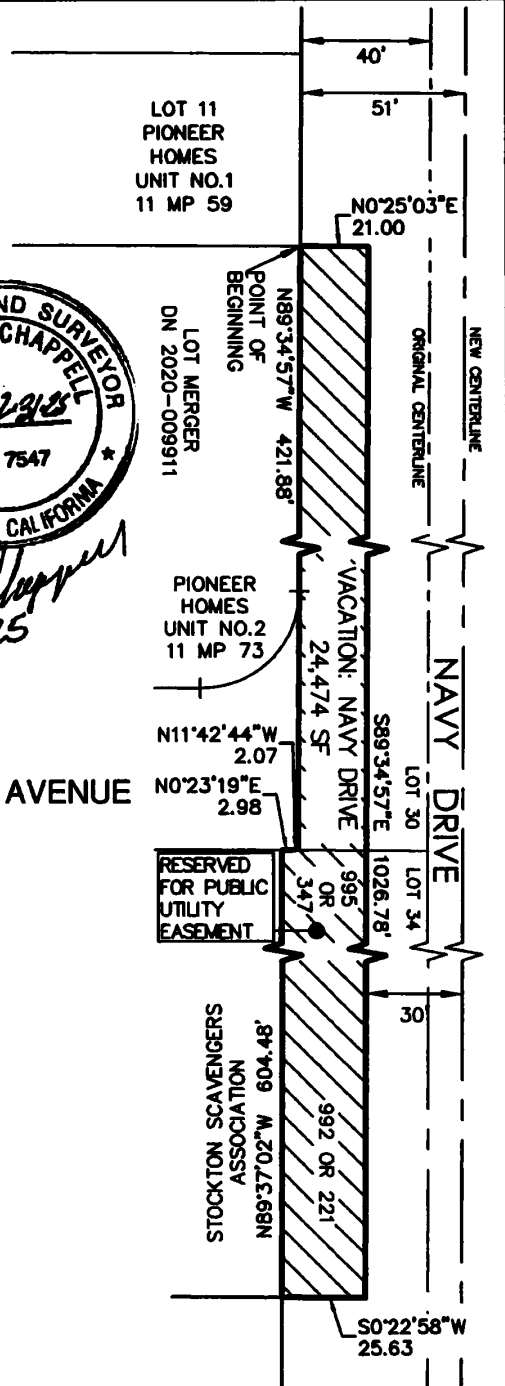 40'
51'
LOT 11
PIONEER
HOMES
UNIT NO.1
11 MP 59
N0°25'03"E
21.00
POINT OF
BEGINNING
N89°34'57"W 421.88'
LOT MERGER
DN 2020-009911
ORIGINAL CENTERLINE
NEW CENTERLINE
ND SURVEYOR
CHAPPELL
7547
CALIFORNIA
★
PIONEER
HOMES
UNIT NO.2
11 MP 73
VACATION: NAVY DRIVE
24,474 SF
S89°34'57"E 1026.78'
NAVY DRIVE
LOT 30
LOT 34
N11°42'44"W
2.07
AVENUE
N0°23'19"E
2.98
RESERVED
FOR PUBLIC
UTILITY
EASEMENT
995
OR
347
30'
STOCKTON SCAVENGERS
ASSOCIATION
N89°37'02"W 604.48'
992 OR 221
S0°22'58"W
25.63